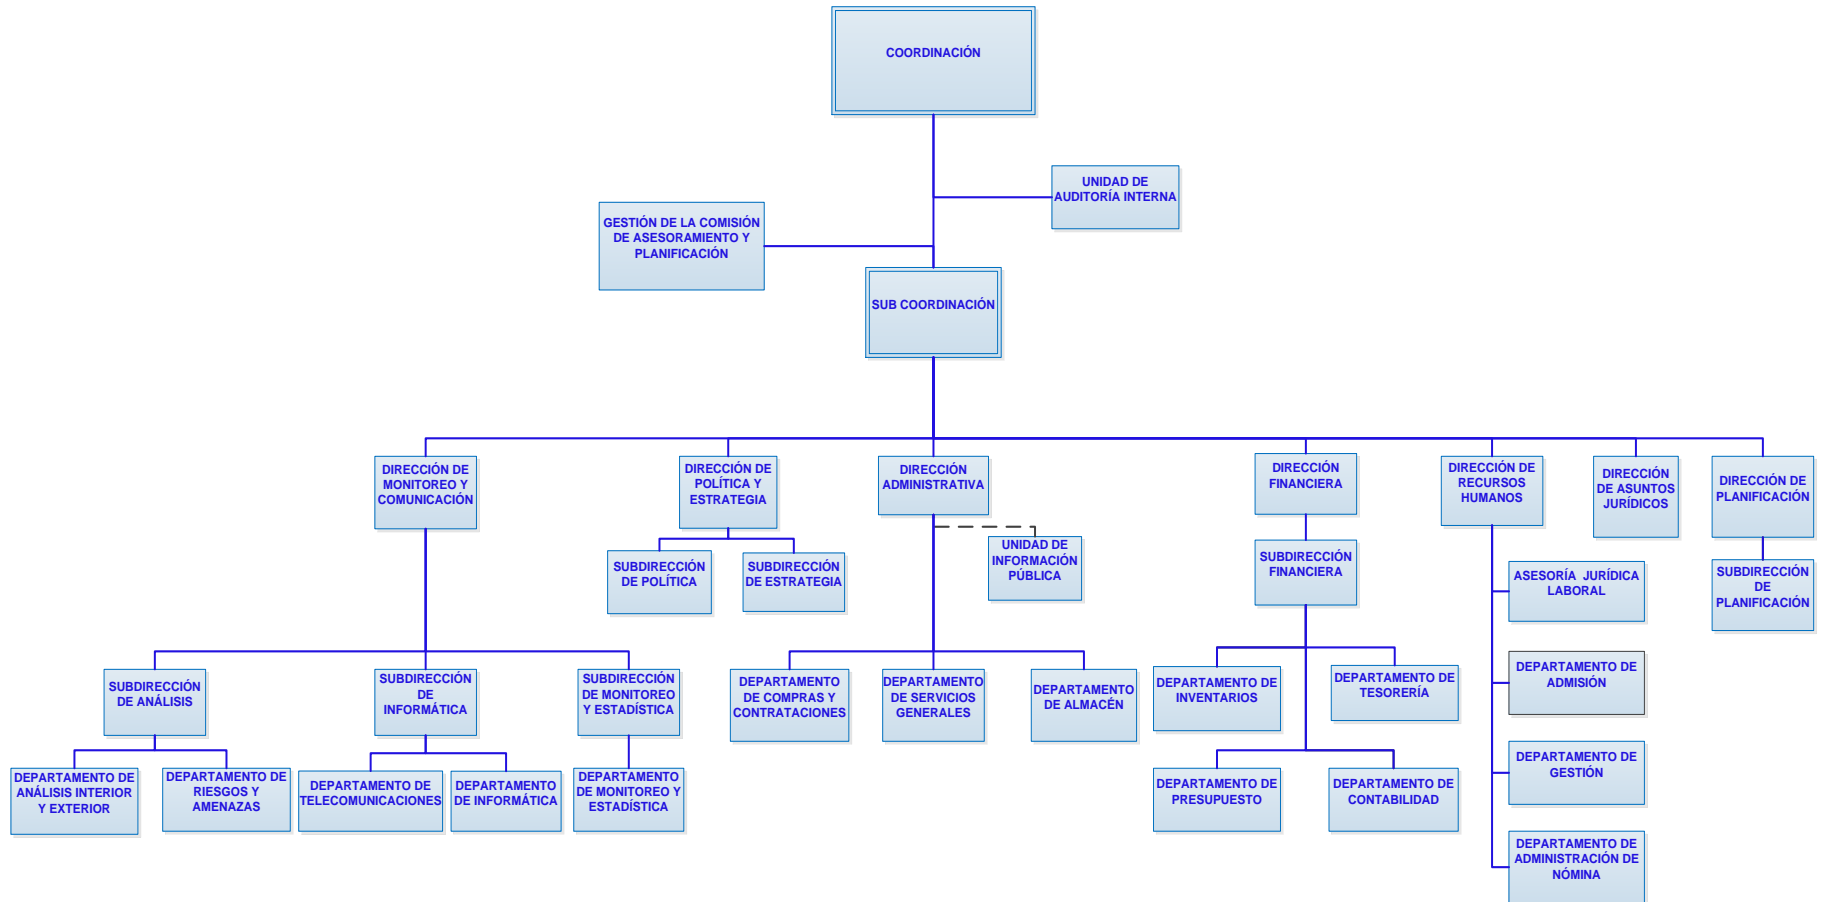 COORDINACIÓN
UNIDAD DE
AUDITORÍA INTERNA
GESTIÓN DE LA COMISIÓN
DE ASESORAMIENTO Y
PLANIFICACIÓN
SUB COORDINACIÓN
DIRECCIÓN DE
MONITOREO Y
COMUNICACIÓN
DIRECCIÓN DE
POLÍTICA Y
ESTRATEGIA
DIRECCIÓN
ADMINISTRATIVA
DIRECCIÓN
FINANCIERA
DIRECCIÓN DE
RECURSOS
HUMANOS
DIRECCIÓN
DE ASUNTOS
JURÍDICOS
DIRECCIÓN DE
PLANIFICACIÓN
SUBDIRECCIÓN
DE POLÍTICA
SUBDIRECCIÓN
DE ESTRATEGIA
UNIDAD DE
INFORMACIÓN
PÚBLICA
SUBDIRECCIÓN
FINANCIERA
ASESORÍA  JURÍDICA
LABORAL
SUBDIRECCIÓN
DE
PLANIFICACIÓN
SUBDIRECCIÓN
DE ANÁLISIS
SUBDIRECCIÓN
DE
INFORMÁTICA
SUBDIRECCIÓN
DE MONITOREO
Y ESTADÍSTICA
DEPARTAMENTO
DE COMPRAS Y
CONTRATACIONES
DEPARTAMENTO
DE SERVICIOS
GENERALES
DEPARTAMENTO
DE ALMACÉN
DEPARTAMENTO DE
INVENTARIOS
DEPARTAMENTO DE
TESORERÍA
DEPARTAMENTO DE
ADMISIÓN
DEPARTAMENTO DE
ANÁLISIS INTERIOR
Y EXTERIOR
DEPARTAMENTO DE
RIESGOS Y
AMENAZAS
DEPARTAMENTO DE
TELECOMUNICACIONES
DEPARTAMENTO
DE INFORMÁTICA
DEPARTAMENTO
DE MONITOREO Y
ESTADÍSTICA
DEPARTAMENTO DE
PRESUPUESTO
DEPARTAMENTO DE
CONTABILIDAD
DEPARTAMENTO DE
GESTIÓN
DEPARTAMENTO DE
ADMINISTRACIÓN DE
NÓMINA